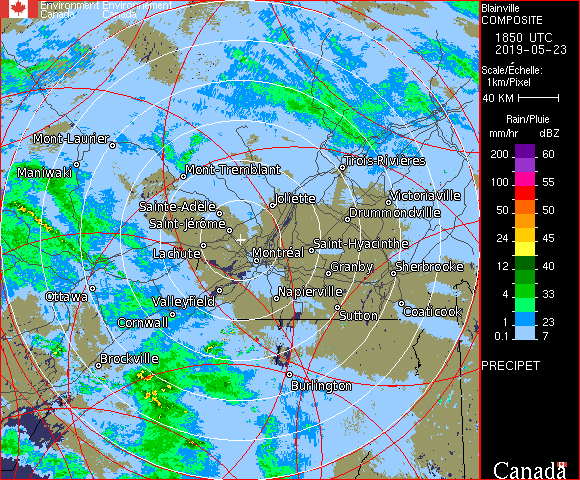 Environment Environnement
Canada Canada
Mont-Laurier
Maniwaki
Mont-Tremblant
Trois-Rivières
Joliette
Victoriaville
Sainte-Adèle
Drummondville
Saint-Jérôme
Saint-Hyacinthe
Lachute
Montréal
Granby
Sherbrooke
Ottawa
Valleyfield
Napierville
Cornwall
Sutton
Coaticook
Brockville
Burlington
Blainville
COMPOSITE
1850 UTC
2019-05-23
Scale/Échelle:
1km/Pixel
40 KM
Rain/Pluie
mm/hr dBZ
200 60
100 55
50 50
24 45
12 40
4 33
1 23
0.1 7
PRECIPET
Canada